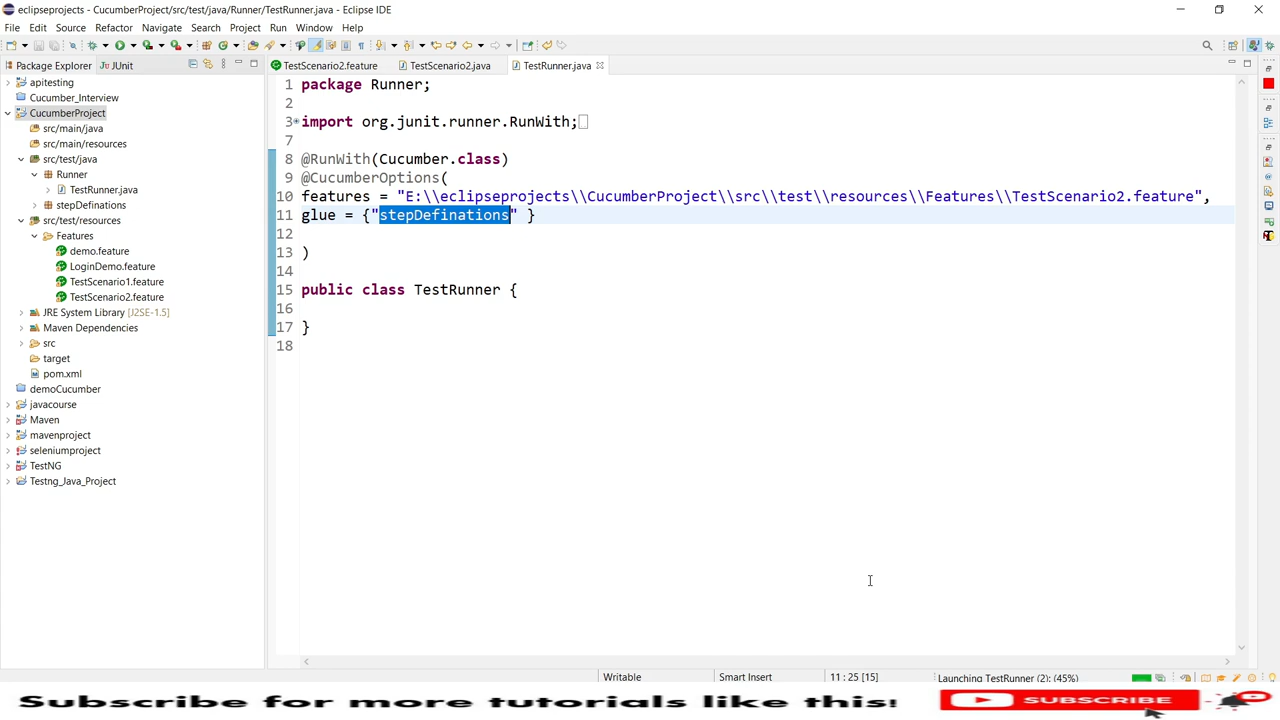 eclipseprojects - CucumberProject/src/test/java/Runner/TestRunner.java - Eclipse IDE
File Edit Source Refactor Navigate Search Project Run Window Help
Package Explorer JUnit
TestScenario2.feature TestScenario2.java TestRunner.java
apitesting
Cucumber_Interview
CucumberProject
src/main/java
src/main/resources
src/test/java
Runner
TestRunner.java
stepDefinations
src/test/resources
Features
demo.feature
LoginDemo.feature
TestScenario1.feature
TestScenario2.feature
JRE System Library [J2SE-1.5]
Maven Dependencies
src
target
pom.xml
demoCucumber
javacourse
Maven
mavenproject
seleniumproject
TestNG
Testng_Java_Project
1 package Runner;
2
3 import org.junit.runner.RunWith;
7
8 @RunWith(Cucumber.class)
9 @CucumberOptions(
10 features = "E:\\eclipseprojects\\CucumberProject\\src\\test\\resources\\Features\\TestScenario2.feature",
11 glue = {"stepDefinations" }
12
13 )
14
15 public class TestRunner {
16
17 }
18
Writable Smart Insert 11 : 25 [15] Launching TestRunner (2): (45%)
Subscribe for more tutorials like this! SUBSCRIBE